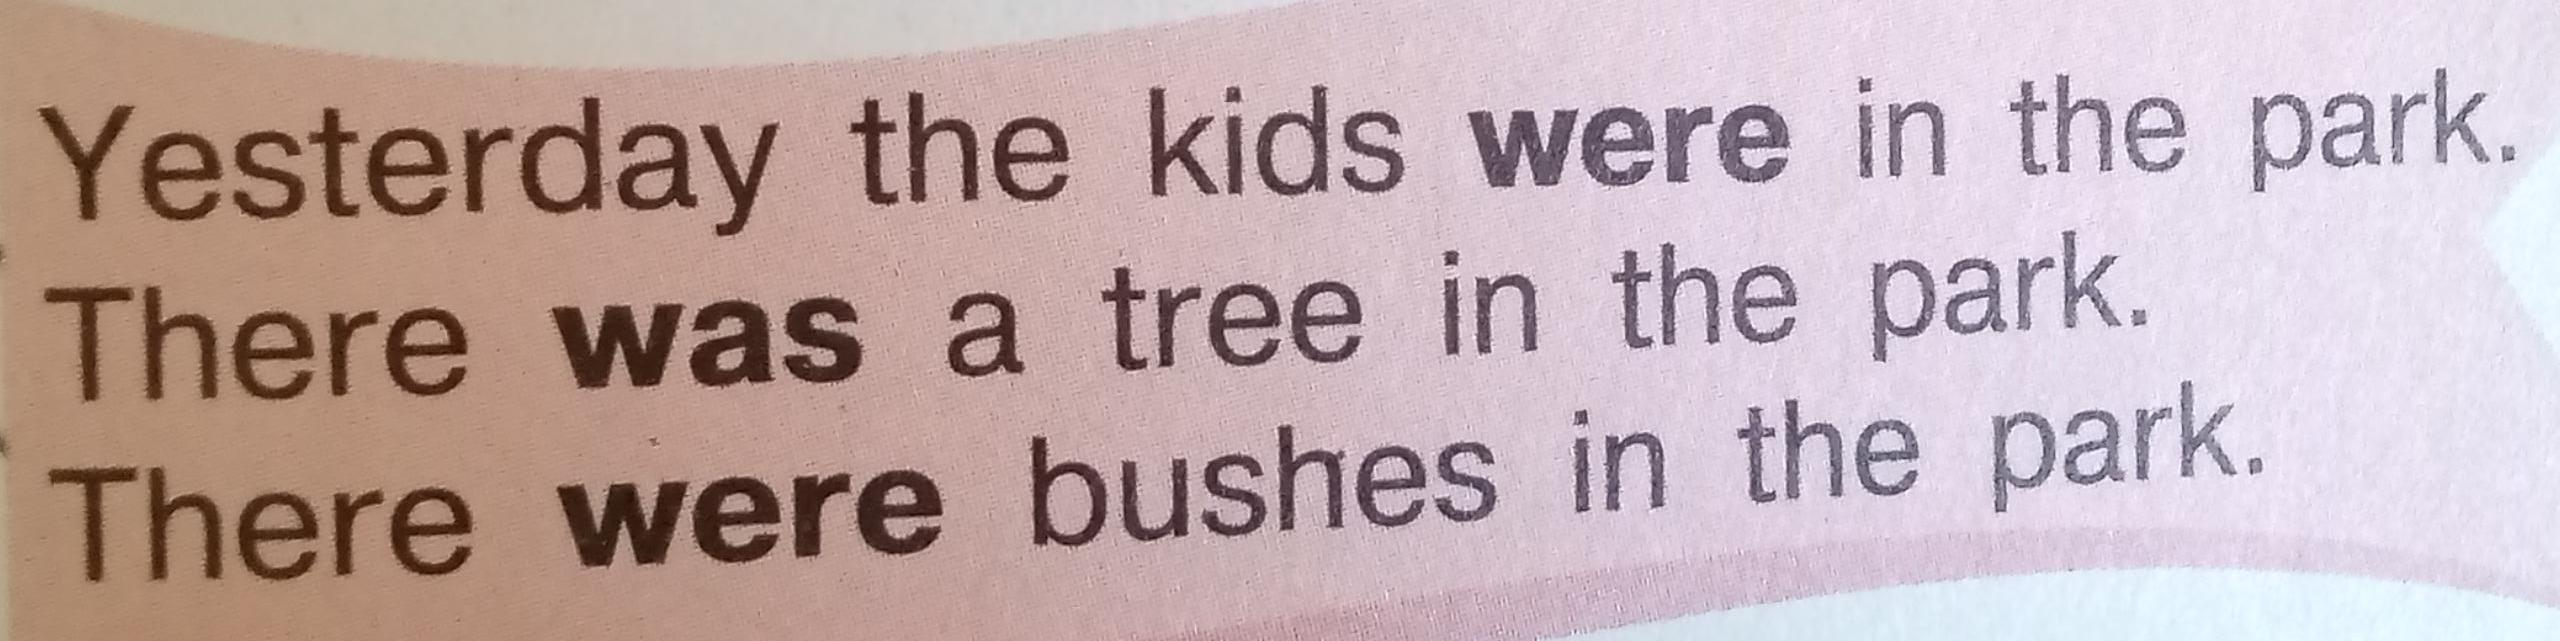 Yesterday the kids were in the park.
There was a tree in the park.
There were bushes in the park.